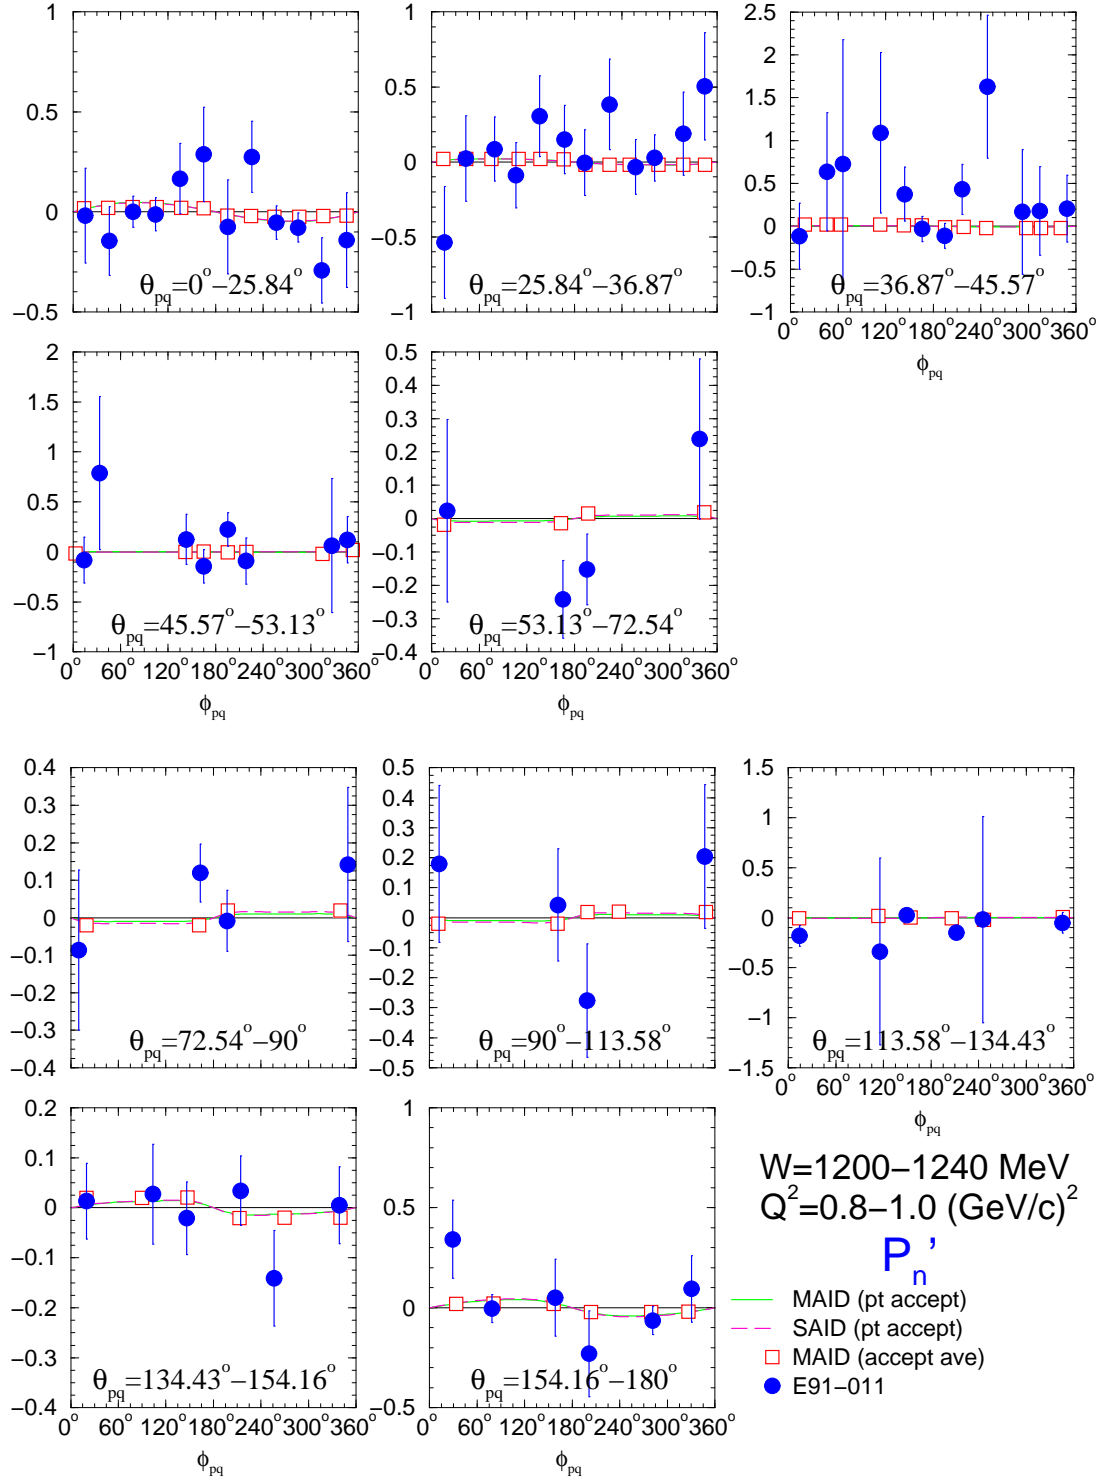 1
0.5
0
−0.5
θpq=0°−25.84°
1
0.5
0
−0.5
−1
θpq=25.84°−36.87°
2.5
2
1.5
1
0.5
0
−0.5
−1
θpq=36.87°−45.57°
0° 60° 120° 180° 240° 300° 360°
ϕpq
2
1.5
1
0.5
0
−0.5
−1
θpq=45.57°−53.13°
0° 60° 120° 180° 240° 300° 360°
ϕpq
0.5
0.4
0.3
0.2
0.1
0
−0.1
−0.2
−0.3
0.4
θpq=53.13°−72.54°
0° 60° 120° 180° 240° 300° 360°
ϕpq
0.4
0.3
0.2
0.1
0
−0.1
−0.2
−0.3
−0.4
θpq=72.54°−90°
0.5
0.4
0.3
0.2
0.1
0
−0.1
−0.2
−0.3
−0.4
−0.5
θpq=90°−113.58°
1.5
1
0.5
0
−0.5
−1
−1.5
θpq=113.58°−134.43°
0° 60° 120° 180° 240° 300° 360°
ϕpq
0.2
0.1
0
−0.1
−0.2
−0.3
−0.4
θpq=134.43°−154.16°
0° 60° 120° 180° 240° 300° 360°
ϕpq
1
0.5
0
−0.5
θpq=154.16°−180°
0° 60° 120° 180° 240° 300° 360°
ϕpq
W=1200−1240 MeV
Q²=0.8−1.0 (GeV/c)²
Pn’
MAID (pt accept)
SAID (pt accept)
MAID (accept ave)
E91−011